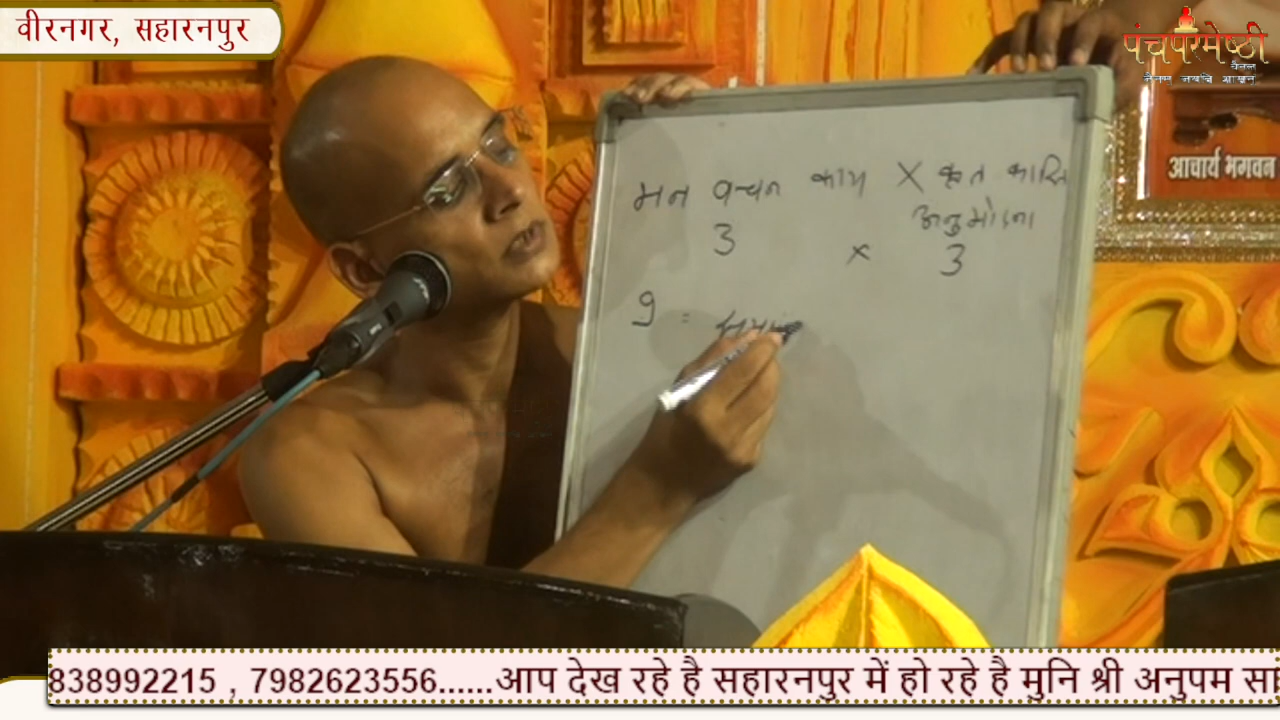 वीरनगर, सहारनपुर
पंचपरमेष्ठी
चैनल
आचार्य भगवन
मन वचन काय X कृत कारित
अनुमोदना
3 x 3
9 =
838992215 , 7982623556......आप देख रहे है सहारनपुर में हो रहे है मुनि श्री अनुपम सा